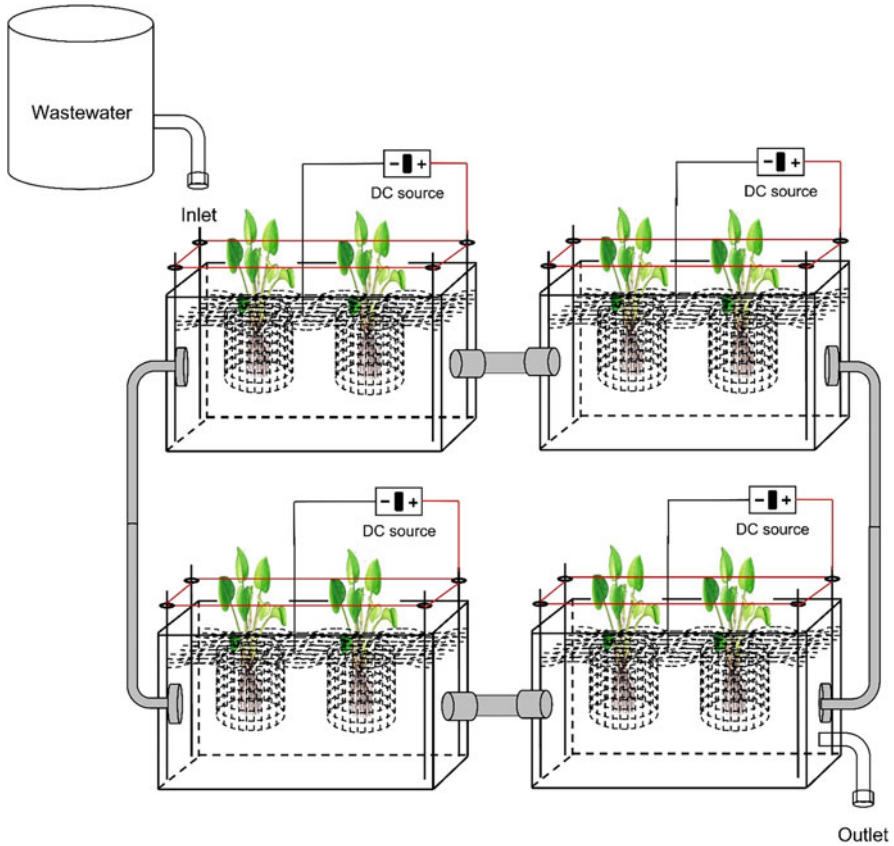 Wastewater
Inlet
- +
DC source
- +
DC source
- +
DC source
- +
DC source
Outlet